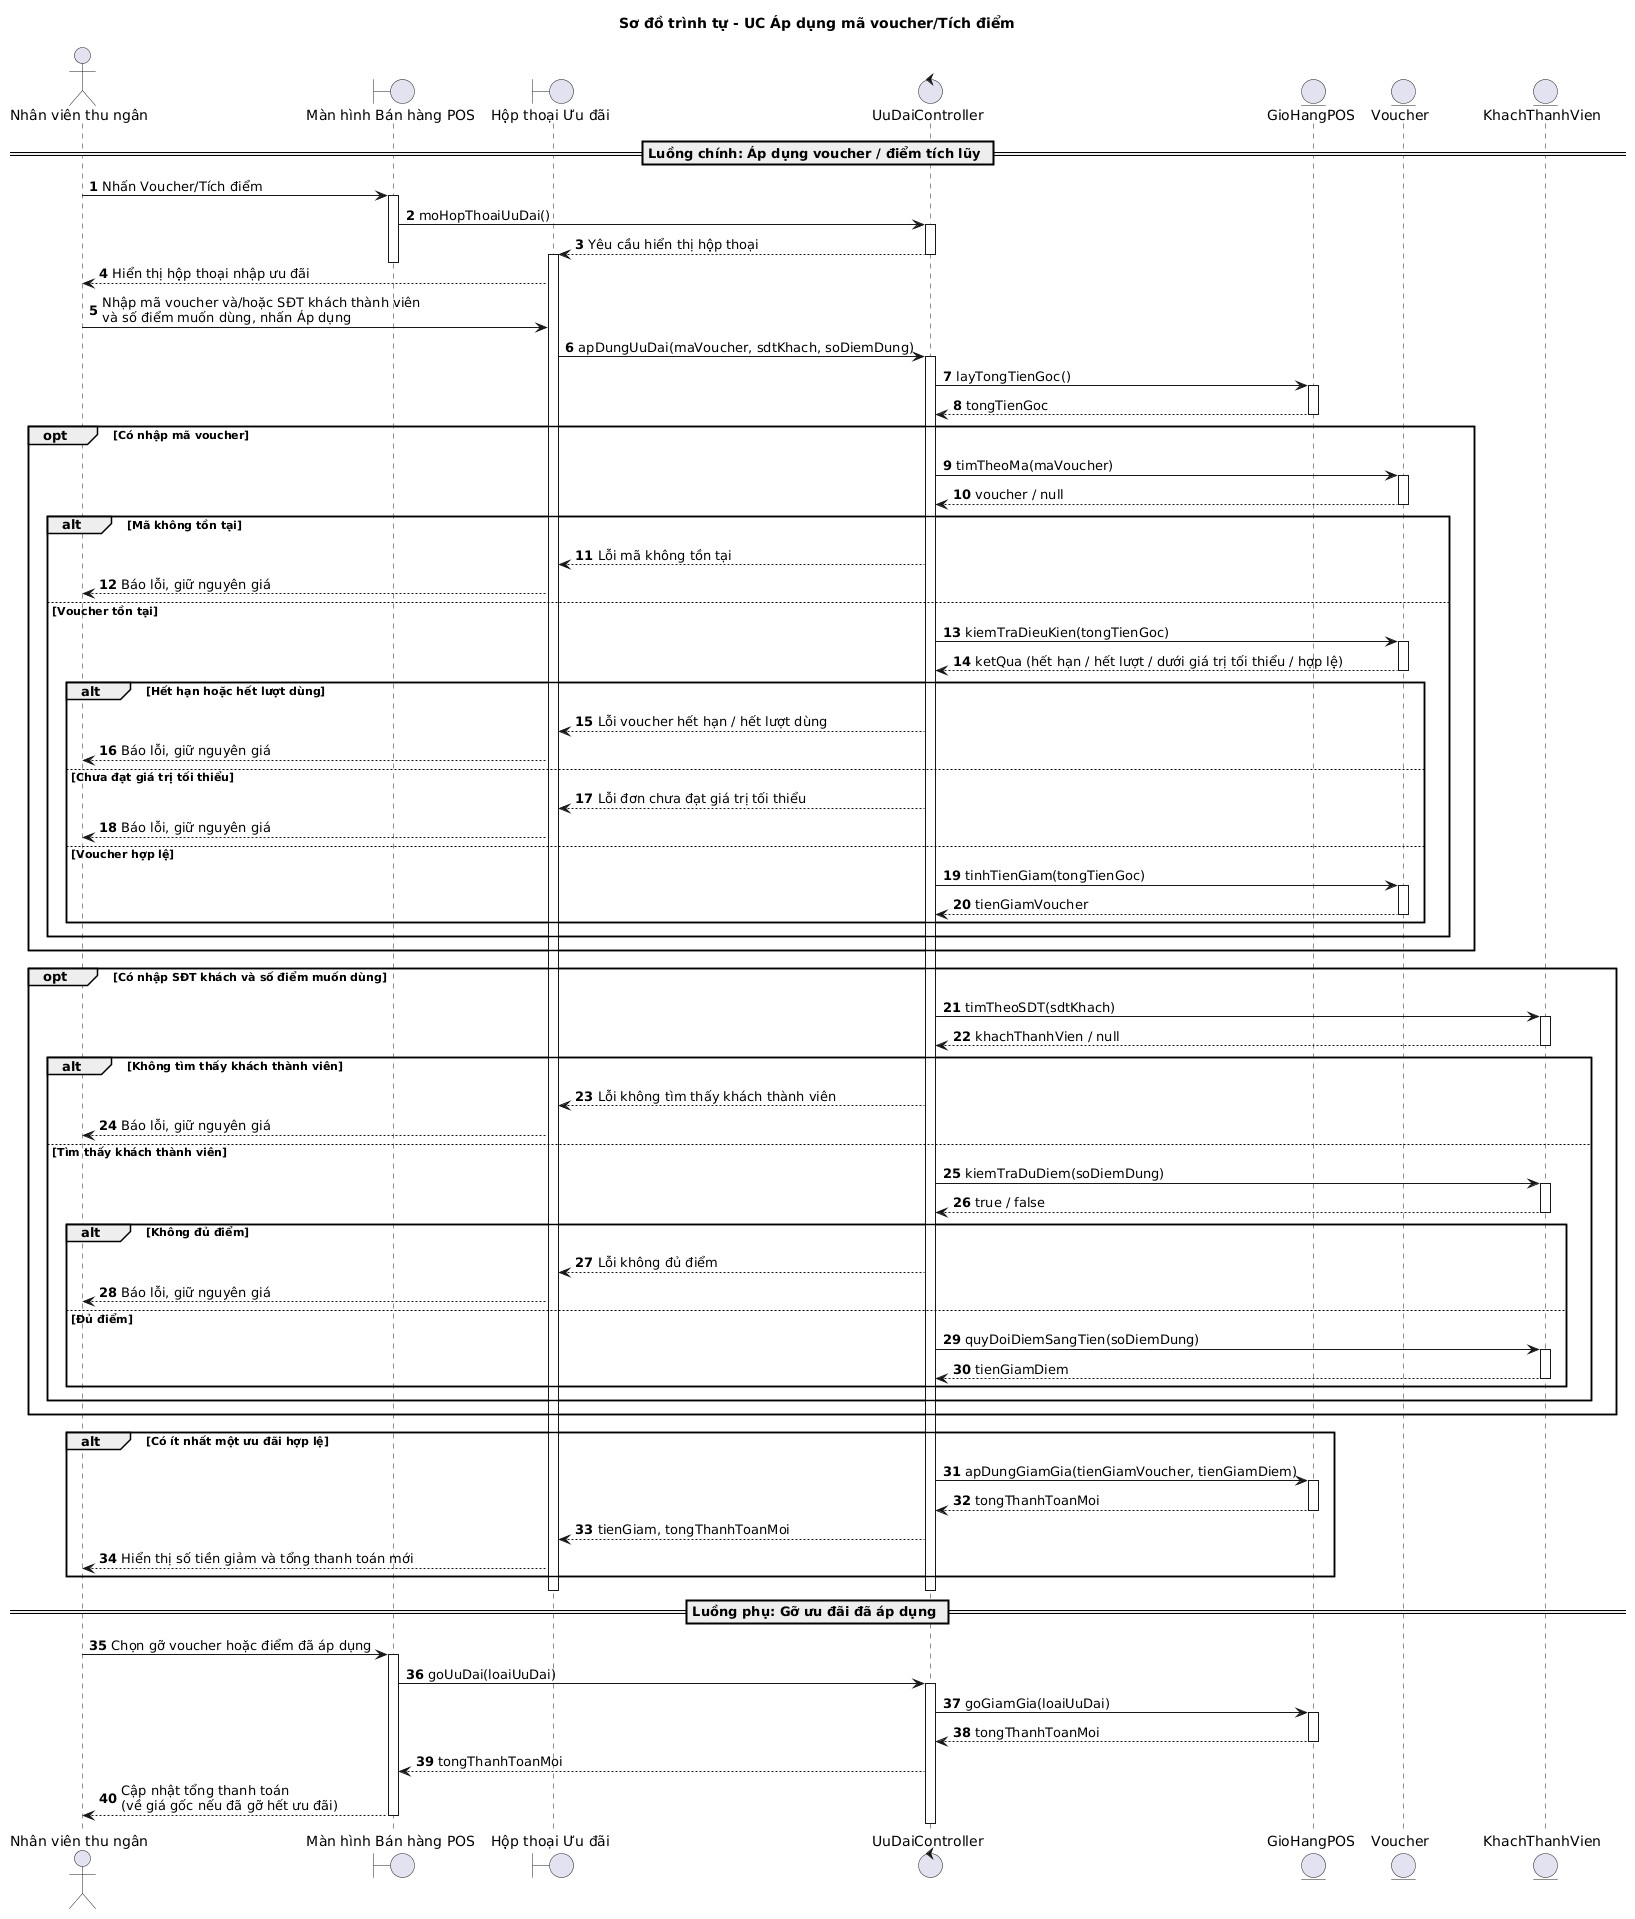 Sơ đồ trình tự - UC Áp dụng mã voucher/Tích điểm
Nhân viên thu ngân
Màn hình Bán hàng POS
Hộp thoại Ưu đãi
UuDaiController
GioHangPOS
Voucher
KhachThanhVien
Luồng chính: Áp dụng voucher / điểm tích lũy
1 Nhấn Voucher/Tích điểm
2 moHopThoaiUuDai()
3 Yêu cầu hiển thị hộp thoại
4 Hiển thị hộp thoại nhập ưu đãi
5 Nhập mã voucher và/hoặc SĐT khách thành viên
và số điểm muốn dùng, nhấn Áp dụng
6 apDungUuDai(maVoucher, sdtKhach, soDiemDung)
7 layTongTienGoc()
8 tongTienGoc
opt [Có nhập mã voucher]
9 timTheoMa(maVoucher)
10 voucher / null
alt [Mã không tồn tại]
11 Lỗi mã không tồn tại
12 Báo lỗi, giữ nguyên giá
[Voucher tồn tại]
13 kiemTraDieuKien(tongTienGoc)
14 ketQua (hết hạn / hết lượt / dưới giá trị tối thiểu / hợp lệ)
alt [Hết hạn hoặc hết lượt dùng]
15 Lỗi voucher hết hạn / hết lượt dùng
16 Báo lỗi, giữ nguyên giá
[Chưa đạt giá trị tối thiểu]
17 Lỗi đơn chưa đạt giá trị tối thiểu
18 Báo lỗi, giữ nguyên giá
[Voucher hợp lệ]
19 tinhTienGiam(tongTienGoc)
20 tienGiamVoucher
opt [Có nhập SĐT khách và số điểm muốn dùng]
21 timTheoSDT(sdtKhach)
22 khachThanhVien / null
alt [Không tìm thấy khách thành viên]
23 Lỗi không tìm thấy khách thành viên
24 Báo lỗi, giữ nguyên giá
[Tìm thấy khách thành viên]
25 kiemTraDuDiem(soDiemDung)
26 true / false
alt [Không đủ điểm]
27 Lỗi không đủ điểm
28 Báo lỗi, giữ nguyên giá
[Đủ điểm]
29 quyDoiDiemSangTien(soDiemDung)
30 tienGiamDiem
alt [Có ít nhất một ưu đãi hợp lệ]
31 apDungGiamGia(tienGiamVoucher, tienGiamDiem)
32 tongThanhToanMoi
33 tienGiam, tongThanhToanMoi
34 Hiển thị số tiền giảm và tổng thanh toán mới
Luồng phụ: Gỡ ưu đãi đã áp dụng
35 Chọn gỡ voucher hoặc điểm đã áp dụng
36 goUuDai(loaiUuDai)
37 goGiamGia(loaiUuDai)
38 tongThanhToanMoi
39 tongThanhToanMoi
40 Cập nhật tổng thanh toán
(về giá gốc nếu đã gỡ hết ưu đãi)
Nhân viên thu ngân
Màn hình Bán hàng POS
Hộp thoại Ưu đãi
UuDaiController
GioHangPOS
Voucher
KhachThanhVien